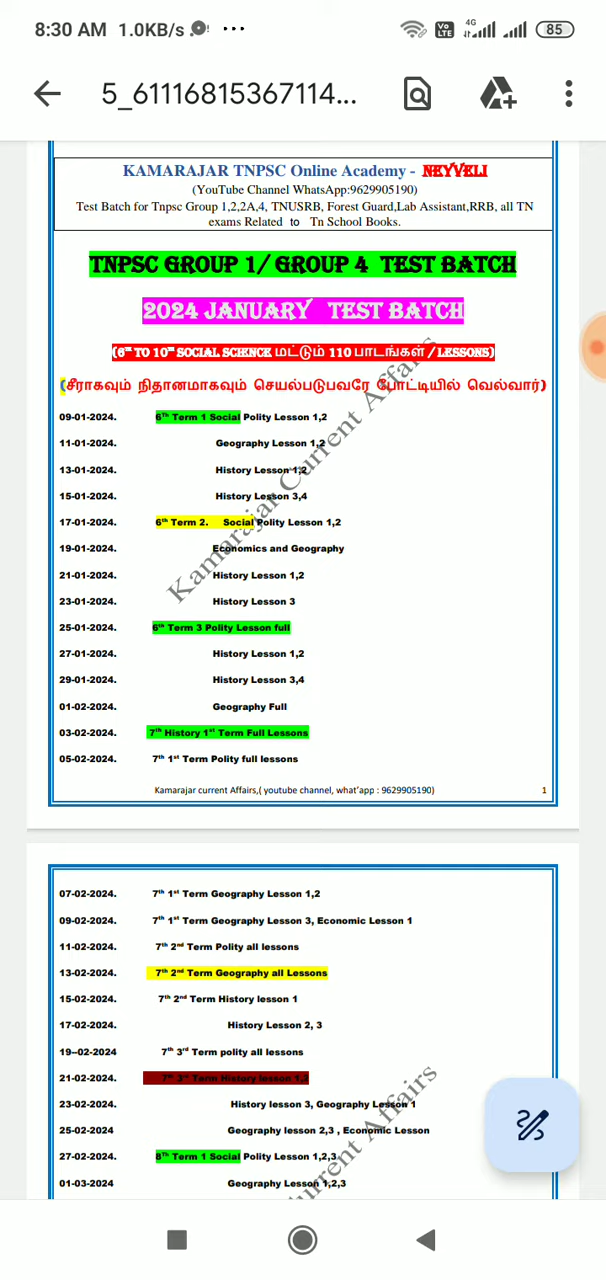 8:30 AM 1.0KB/s ...
Vo LTE 4G 85
5_61116815367114...
KAMARAJAR TNPSC Online Academy - NEYVELI
(YouTube Channel WhatsApp:9629905190)
Test Batch for Tnpsc Group 1,2,2A,4, TNUSRB, Forest Guard,Lab Assistant,RRB, all TN
exams Related to Tn School Books.
TNPSC GROUP 1/ GROUP 4 TEST BATCH
2024 JANUARY TEST BATCH
(6TH TO 10TH SOCIAL SCIENCE மட்டும் 110 பாடங்கள் / LESSONS)
(சீராகவும் நிதானமாகவும் செயல்படுபவரே போட்டியில் வெல்வார்)
09-01-2024. 6Th Term 1 Social Polity Lesson 1,2
11-01-2024. Geography Lesson 1,2
13-01-2024. History Lesson 1,2
15-01-2024. History Lesson 3,4
17-01-2024. 6th Term 2. Social Polity Lesson 1,2
19-01-2024. Economics and Geography
21-01-2024. History Lesson 1,2
23-01-2024. History Lesson 3
25-01-2024. 6th Term 3 Polity Lesson full
27-01-2024. History Lesson 1,2
29-01-2024. History Lesson 3,4
01-02-2024. Geography Full
03-02-2024. 7th History 1st Term Full Lessons
05-02-2024. 7th 1st Term Polity full lessons
Kamarajar Current Affairs
Kamarajar current Affairs,( youtube channel, what'app : 9629905190) 1
07-02-2024. 7th 1st Term Geography Lesson 1,2
09-02-2024. 7th 1st Term Geography Lesson 3, Economic Lesson 1
11-02-2024. 7th 2nd Term Polity all lessons
13-02-2024. 7th 2nd Term Geography all Lessons
15-02-2024. 7th 2nd Term History lesson 1
17-02-2024. History Lesson 2, 3
19--02-2024 7th 3rd Term polity all lessons
21-02-2024. 7th 3rd Term History lesson 1,2
23-02-2024. History lesson 3, Geography Lesson 1
25-02-2024 Geography lesson 2,3 , Economic Lesson
27-02-2024. 8Th Term 1 Social Polity Lesson 1,2,3
01-03-2024 Geography Lesson 1,2,3
urrent Affairs